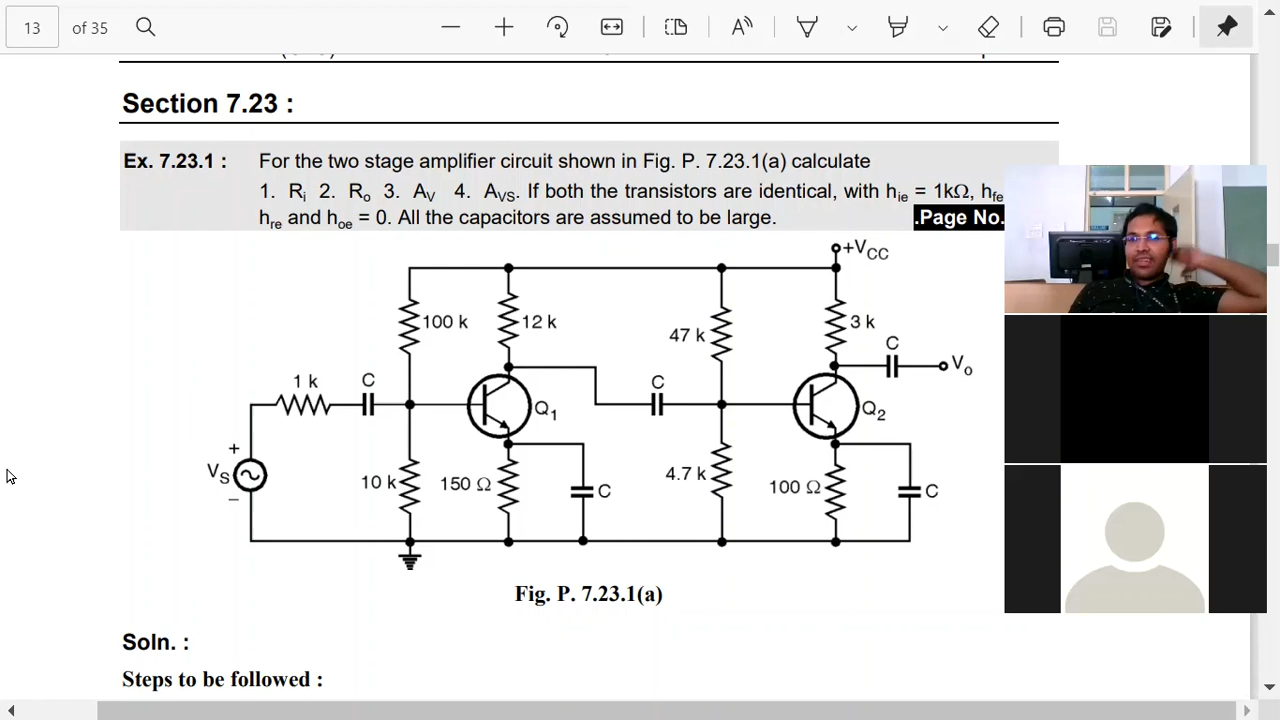 13 of 35
Section 7.23 :
Ex. 7.23.1 : For the two stage amplifier circuit shown in Fig. P. 7.23.1(a) calculate
1. Ri 2. Ro 3. AV 4. AVS. If both the transistors are identical, with hie = 1kΩ, hfe
hre and hoe = 0. All the capacitors are assumed to be large. .Page No.
+VCC
100 k 12 k 47 k 3 k
C
Vo
1 k C C
Q1 Q2
+
VS
−
10 k 150 Ω C 4.7 k 100 Ω C
Fig. P. 7.23.1(a)
Soln. :
Steps to be followed :